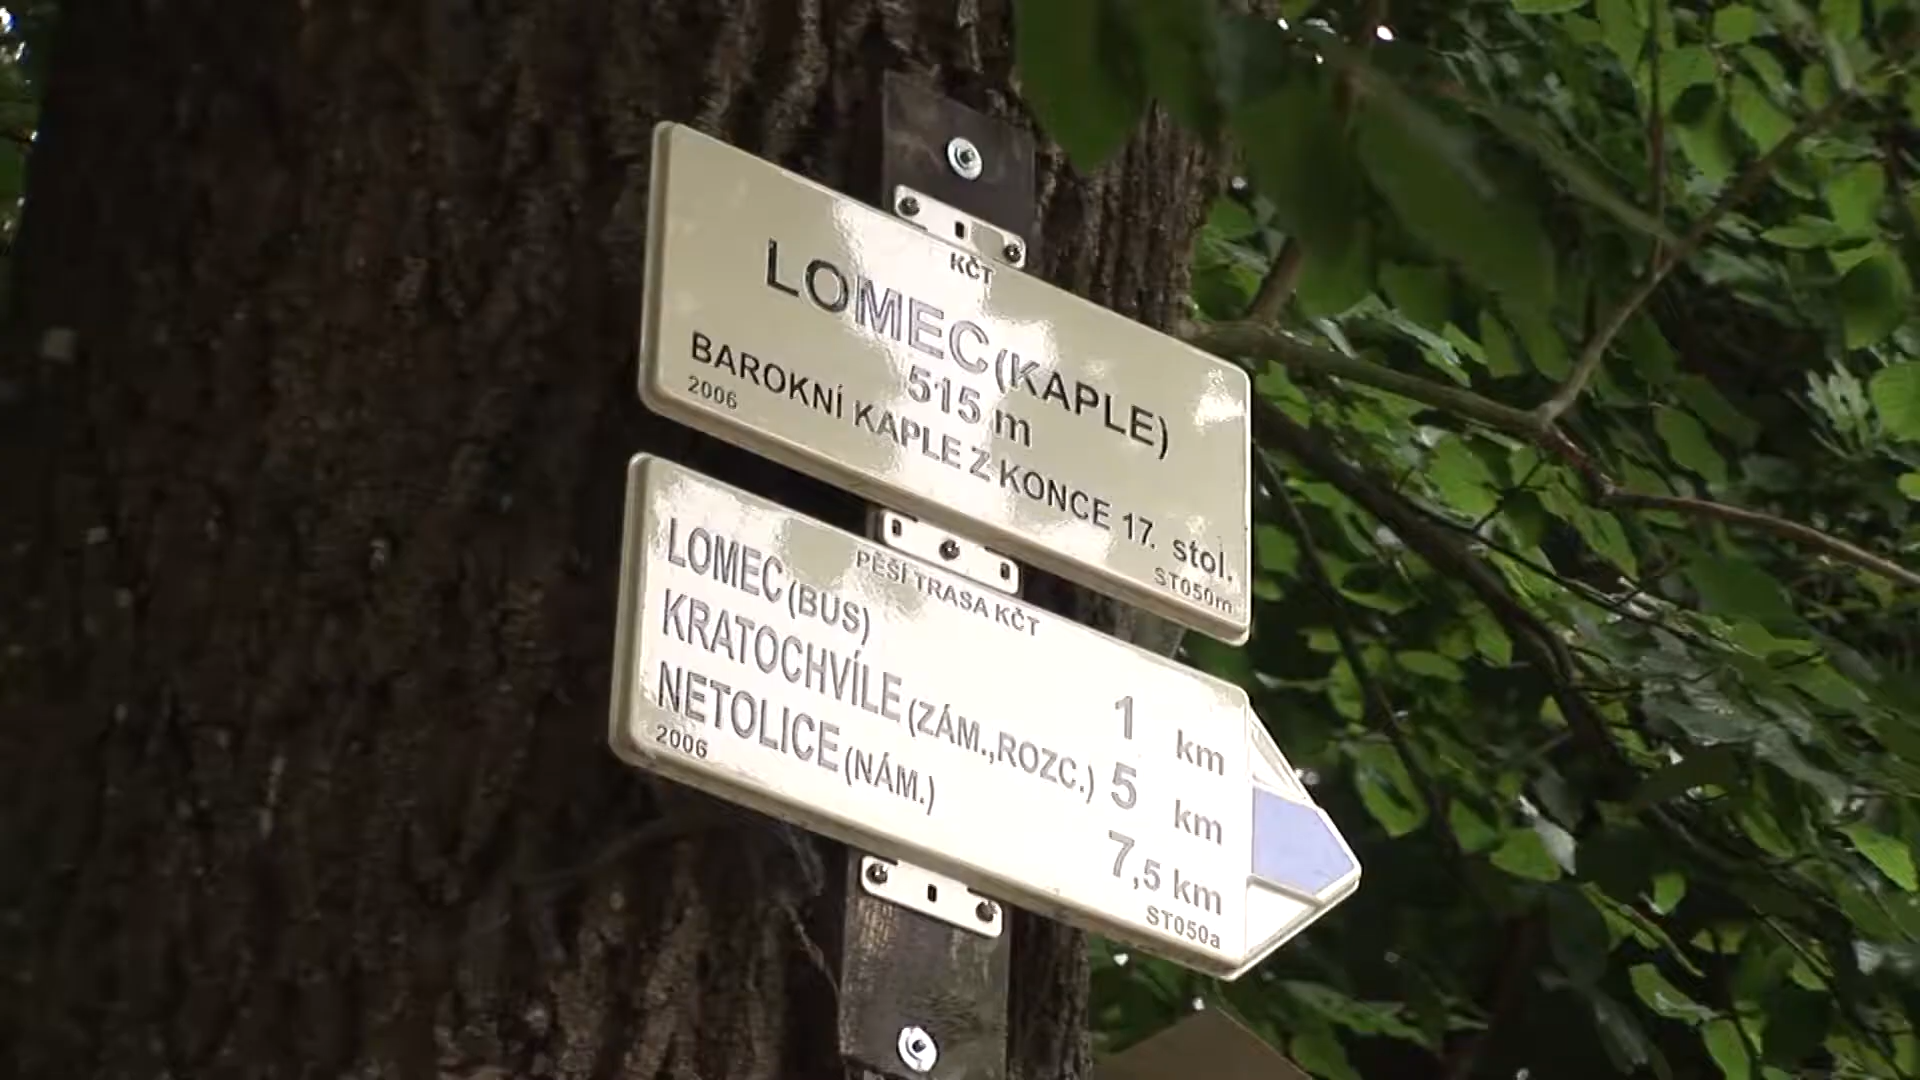 KČT
LOMEC (KAPLE)
515 m
BAROKNÍ KAPLE Z KONCE 17. stol.
2006 ST050m
PĚŠÍ TRASA KČT
LOMEC (BUS) 1 km
KRATOCHVÍLE (ZÁM.,ROZC.) 5 km
NETOLICE (NÁM.) 7,5 km
2006 ST050a